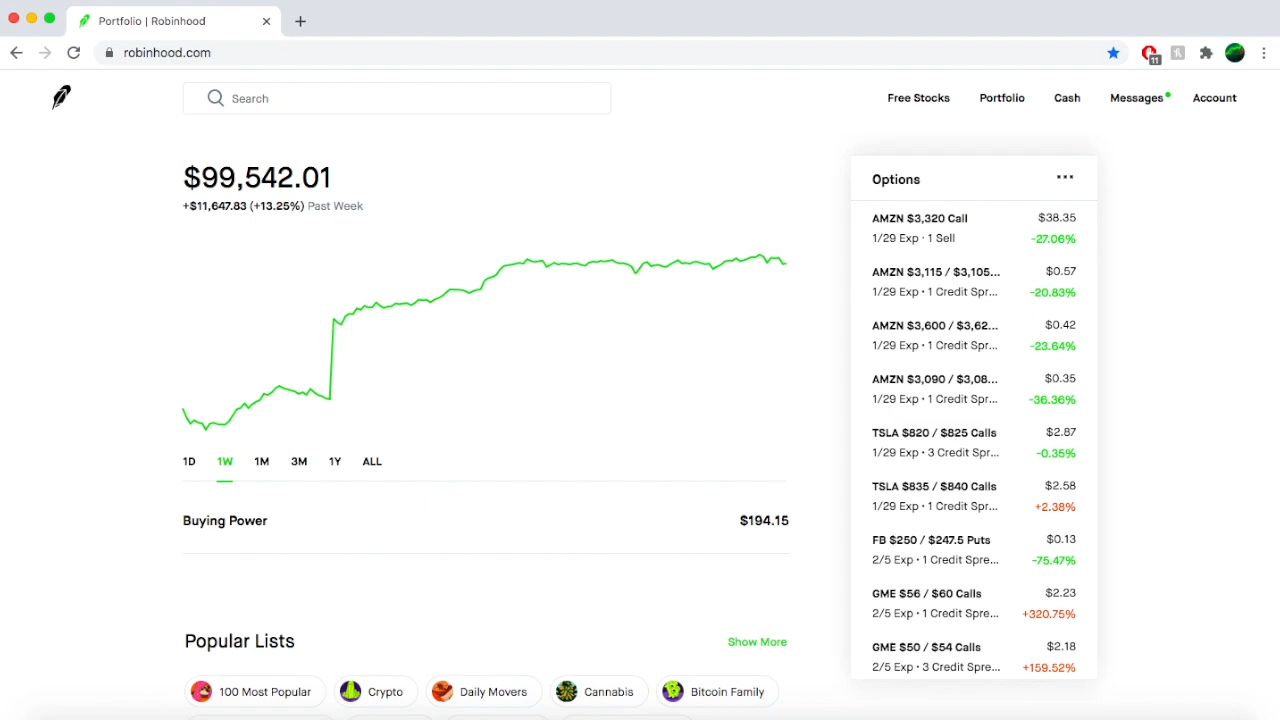 Portfolio | Robinhood
robinhood.com
11
Search
Free Stocks Portfolio Cash Messages Account
$99,542.01
+$11,647.83 (+13.25%) Past Week
1D 1W 1M 3M 1Y ALL
Buying Power $194.15
Popular Lists Show More
100 Most Popular Crypto Daily Movers Cannabis Bitcoin Family
Options
AMZN $3,320 Call $38.35
1/29 Exp · 1 Sell -27.06%
AMZN $3,115 / $3,105... $0.57
1/29 Exp · 1 Credit Spr... -20.83%
AMZN $3,600 / $3,62... $0.42
1/29 Exp · 1 Credit Spr... -23.64%
AMZN $3,090 / $3,08... $0.35
1/29 Exp · 1 Credit Spr... -36.36%
TSLA $820 / $825 Calls $2.87
1/29 Exp · 3 Credit Spr... -0.35%
TSLA $835 / $840 Calls $2.58
1/29 Exp · 1 Credit Spr... +2.38%
FB $250 / $247.5 Puts $0.13
2/5 Exp · 1 Credit Spre... -75.47%
GME $56 / $60 Calls $2.23
2/5 Exp · 1 Credit Spre... +320.75%
GME $50 / $54 Calls $2.18
2/5 Exp · 3 Credit Spre... +159.52%